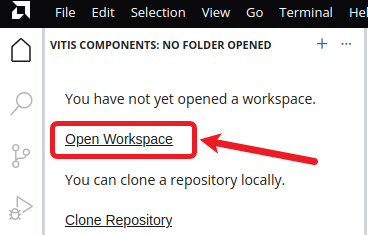 File Edit Selection View Go Terminal
VITIS COMPONENTS: NO FOLDER OPENED
You have not yet opened a workspace.
Open Workspace
You can clone a repository locally.
Clone Repository